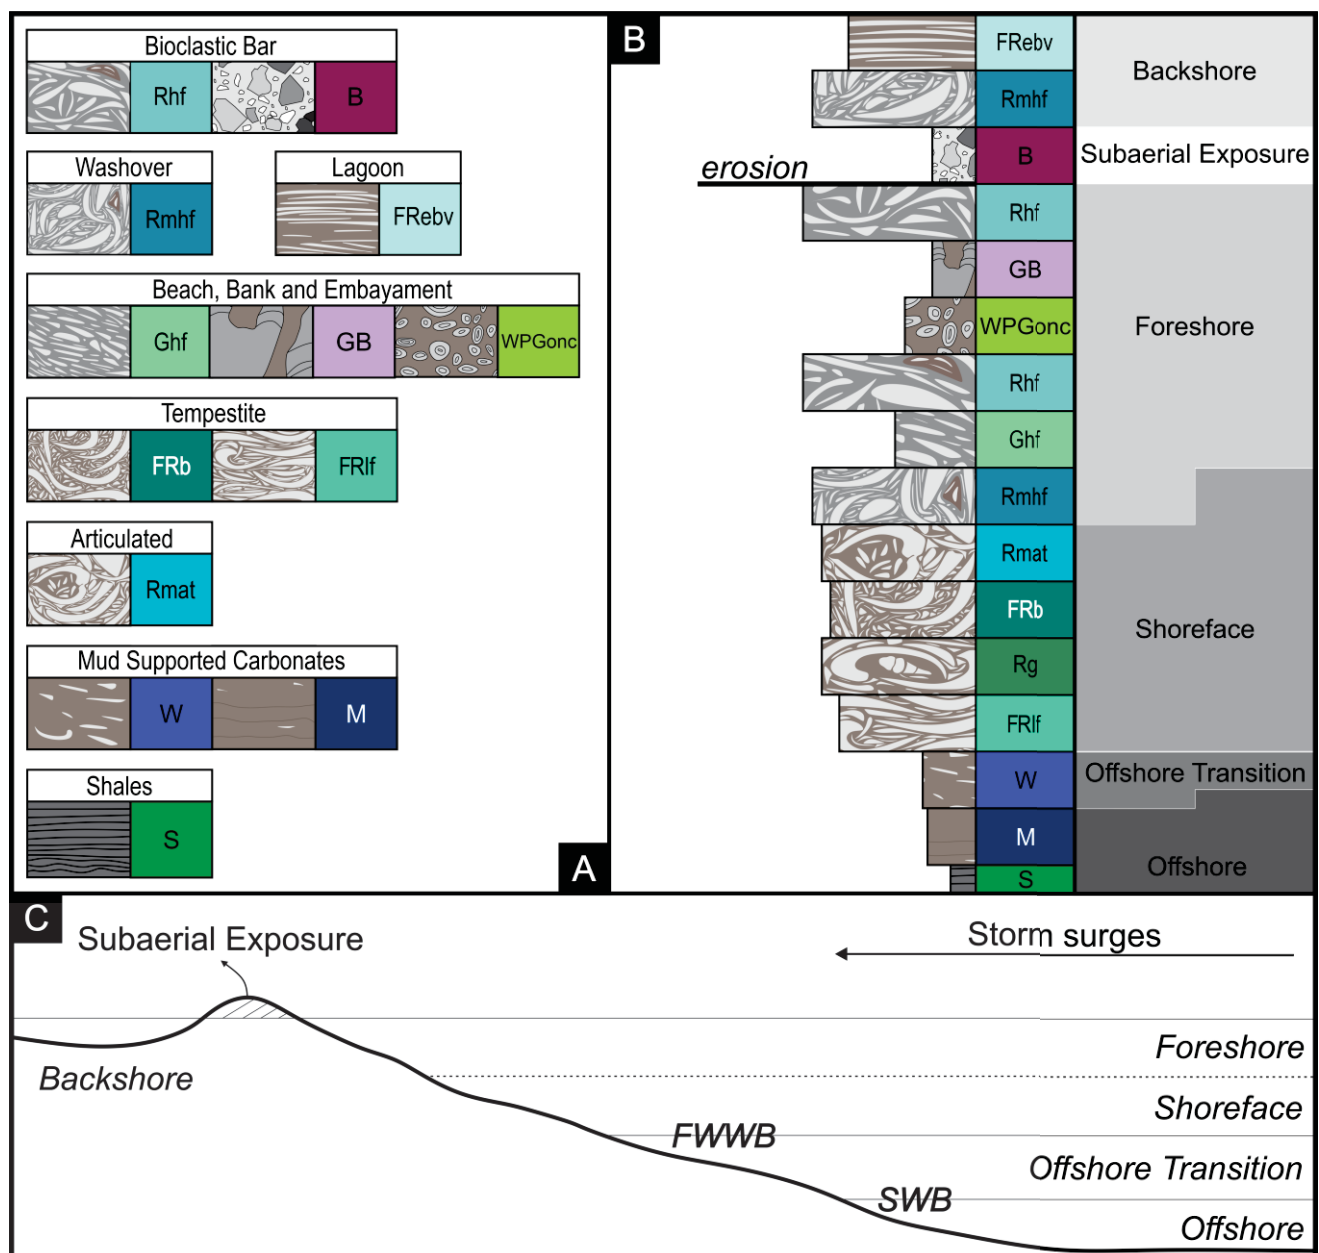 Bioclastic Bar
Rhf
B
Washover
Rmhf
Lagoon
FRebv
Beach, Bank and Embayament
Ghf
GB
WPGonc
Tempestite
FRb
FRlf
Articulated
Rmat
Mud Supported Carbonates
W
M
Shales
S
A
B
FRebv
Rmhf
B
erosion
Rhf
GB
WPGonc
Rhf
Ghf
Rmhf
Rmat
FRb
Rg
FRlf
W
M
S
Backshore
Subaerial Exposure
Foreshore
Shoreface
Offshore Transition
Offshore
C
Subaerial Exposure
Storm surges
Backshore
Foreshore
Shoreface
FWWB
Offshore Transition
SWB
Offshore